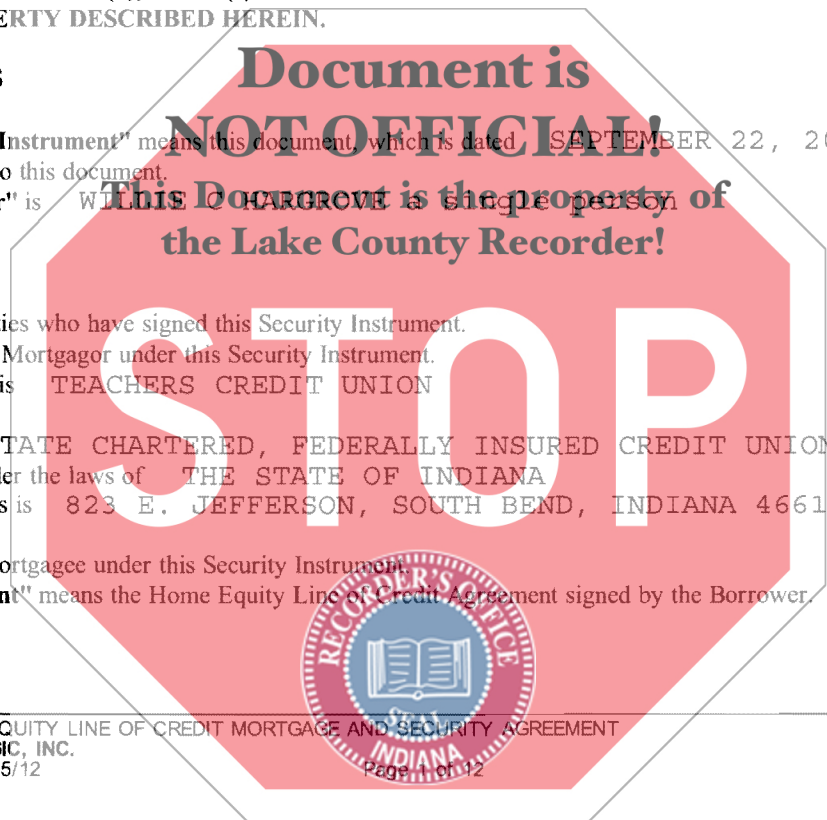 ERTY DESCRIBED HEREIN.
Document is
NOT OFFICIAL!
Instrument" means this document, which is dated SEPTEMBER 22, 20
o this document.
This Document is the property of
r" is WILLIE C HARGROVE a single person
the Lake County Recorder!
ties who have signed this Security Instrument.
Mortgagor under this Security Instrument.
is TEACHERS CREDIT UNION
STOP
TATE CHARTERED, FEDERALLY INSURED CREDIT UNION
der the laws of THE STATE OF INDIANA
s is 823 E. JEFFERSON, SOUTH BEND, INDIANA 4661
ortgagee under this Security Instrument.
nt" means the Home Equity Line of Credit Agreement signed by the Borrower.
RECORDER'S OFFICE
SEAL
INDIANA
QUITY LINE OF CREDIT MORTGAGE AND SECURITY AGREEMENT
GIC, INC.
5/12
Page 1 of 12